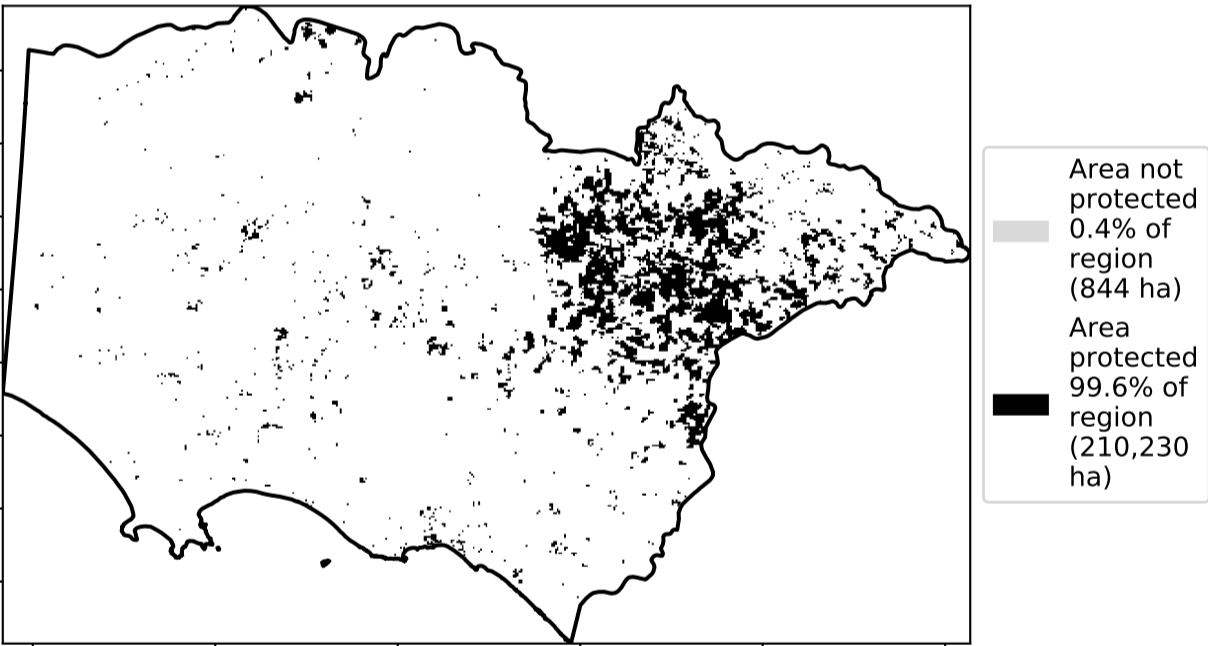 Area not
protected
0.4% of
region
(844 ha)
Area
protected
99.6% of
region
(210,230
ha)